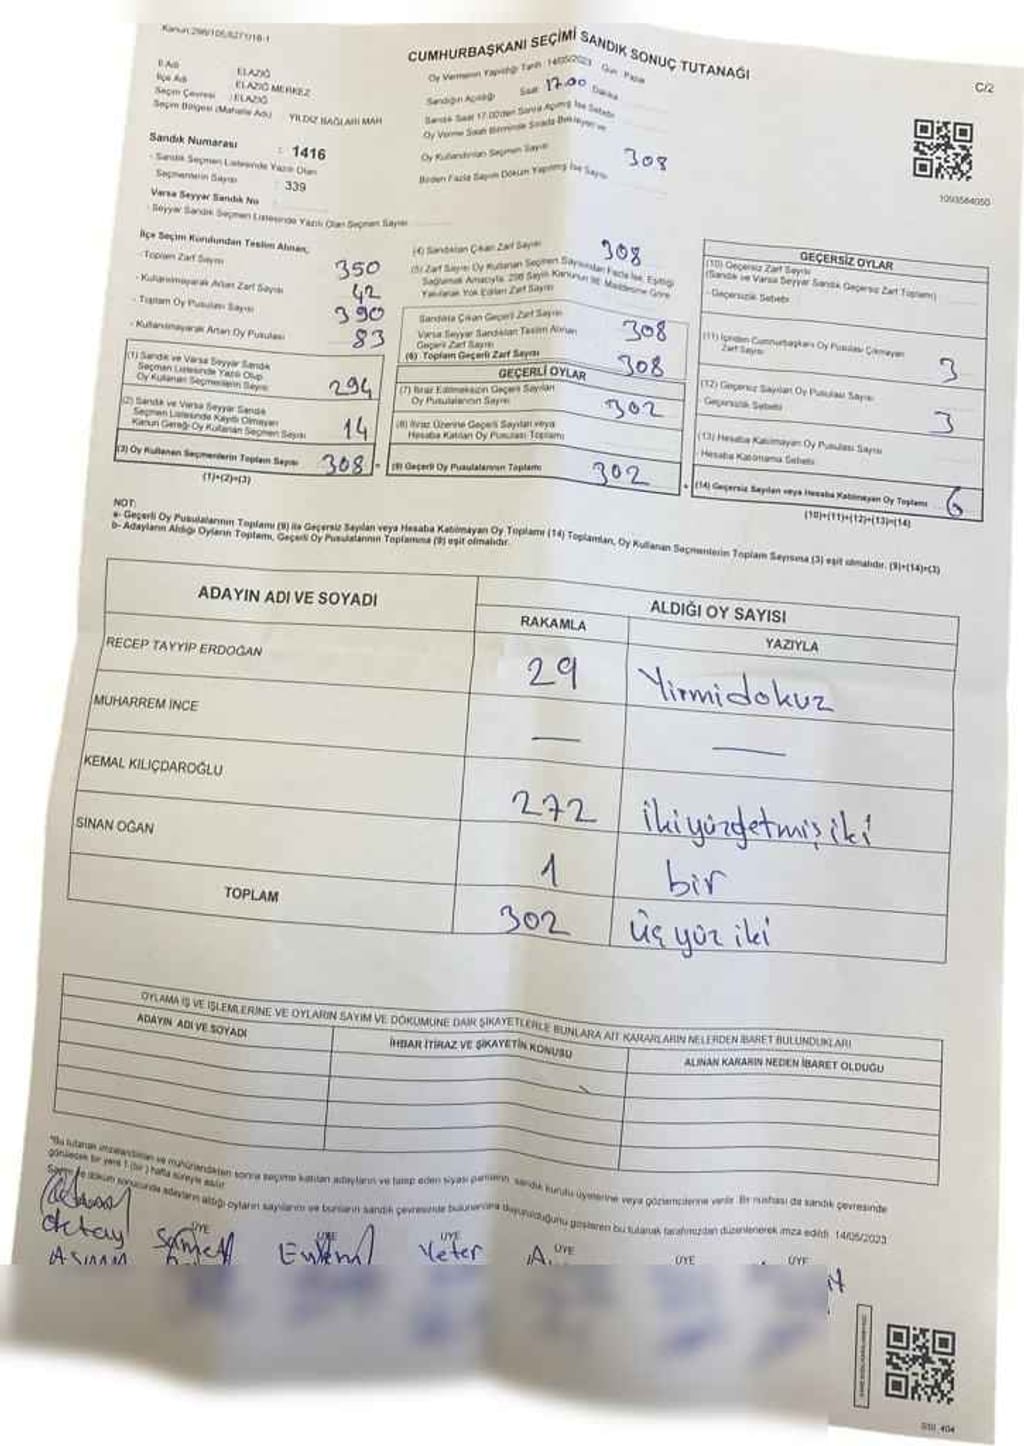 Kanun:298/105/6271/18-1
CUMHURBAŞKANI SEÇİMİ SANDIK SONUÇ TUTANAĞI
C/2
Oy Vermenin Yapıldığı Tarih : 14/05/2023 Gün : Pazar
İl Adı : ELAZIĞ
İlçe Adı : ELAZIĞ MERKEZ
Seçim Çevresi : ELAZIĞ
Seçim Bölgesi (Mahalle Adı) : YILDIZ BAĞLARI MAH
Sandığın Açıldığı Saat 17.00 Dakika
Sandık Saat 17.00'den Sonra Açılmış İse Sebebi
Oy Verme Saati Bitiminde Sırada Bekleyen ve
Oy Kullandırılan Seçmen Sayısı
308
Birden Fazla Sayım Döküm Yapılmış İse Sayısı
1093584050
Sandık Numarası : 1416
- Sandık Seçmen Listesinde Yazılı Olan
Seçmenlerin Sayısı : 339
Varsa Seyyar Sandık No
- Seyyar Sandık Seçmen Listesinde Yazılı Olan Seçmen Sayısı
İlçe Seçim Kurulundan Teslim Alınan;
- Toplam Zarf Sayısı 350
- Kullanılmayarak Artan Zarf Sayısı 42
- Toplam Oy Pusulası Sayısı 390
- Kullanılmayarak Artan Oy Pusulası 83
(1) Sandık ve Varsa Seyyar Sandık
Seçmen Listesinde Yazılı Olup
Oy Kullanan Seçmenlerin Sayısı 294
(2) Sandık ve Varsa Seyyar Sandık
Seçmen Listesinde Kayıtlı Olmayan
Kanun Gereği Oy Kullanan Seçmen Sayısı 14
(3) Oy Kullanan Seçmenlerin Toplam Sayısı 308 =
(1)+(2)=(3)
(4) Sandıktan Çıkan Zarf Sayısı 308
(5) Zarf Sayısı Oy Kullanan Seçmen Sayısından Fazla İse, Eşitliği
Sağlamak Amacıyla, 298 Sayılı Kanunun 98. Maddesine Göre
Yakılarak Yok Edilen Zarf Sayısı
Sandıkta Çıkan Geçerli Zarf Sayısı 308
Varsa Seyyar Sandıktan Teslim Alınan
Geçerli Zarf Sayısı
(6) Toplam Geçerli Zarf Sayısı 308
GEÇERLİ OYLAR
(7) İtiraz Edilmeksizin Geçerli Sayılan
Oy Pusulalarının Sayısı 302
(8) İtiraz Üzerine Geçerli Sayılan veya
Hesaba Katılan Oy Pusulası Toplamı
(9) Geçerli Oy Pusulalarının Toplamı 302 +
GEÇERSİZ OYLAR
(10) Geçersiz Zarf Sayısı
(Sandık ve Varsa Seyyar Sandık Geçersiz Zarf Toplamı)
- Geçersizlik Sebebi
(11) İçinden Cumhurbaşkanı Oy Pusulası Çıkmayan
Zarf Sayısı 3
(12) Geçersiz Sayılan Oy Pusulası Sayısı
- Geçersizlik Sebebi 3
(13) Hesaba Katılmayan Oy Pusulası Sayısı
- Hesaba Katılmama Sebebi
(14) Geçersiz Sayılan veya Hesaba Katılmayan Oy Toplamı 6
(10)+(11)+(12)+(13)=(14)
NOT:
a- Geçerli Oy Pusulalarının Toplamı (9) ile Geçersiz Sayılan veya Hesaba Katılmayan Oy Toplamı (14) Toplamları, Oy Kullanan Seçmenlerin Toplam Sayısına (3) eşit olmalıdır. (9)+(14)=(3)
b- Adayların Aldığı Oyların Toplamı, Geçerli Oy Pusulalarının Toplamına (9) eşit olmalıdır.
ADAYIN ADI VE SOYADI
ALDIĞI OY SAYISI
RAKAMLA YAZIYLA
RECEP TAYYİP ERDOĞAN 29 Yirmidokuz
MUHARREM İNCE — —
KEMAL KILIÇDAROĞLU 272 ikiyüzyetmişiki
SİNAN OĞAN 1 bir
TOPLAM 302 üçyüz iki
OYLAMA İŞ VE İŞLEMLERİNE VE OYLARIN SAYIM VE DÖKÜMÜNE DAİR ŞİKAYETLERLE BUNLARA AİT KARARLARIN NELERDEN İBARET BULUNDUKLARI
ADAYIN ADI VE SOYADI İHBAR İTİRAZ VE ŞİKAYETİN KONUSU ALINAN KARARIN NEDEN İBARET OLDUĞU
"Bu tutanak imzalandıktan ve mühürlendikten sonra seçime katılan adayların ve talep eden siyasi partilerin, sandık kurulu üyelerine veya gözlemcilerine verilir. Bir nüshası da sandık çevresinde
görülecek bir yere 1 (bir) hafta süreyle asılır.
Sayım ve döküm sonucunda adayların aldığı oyların sayılarını ve bunların sandık çevresinde bulunanlara duyurulduğunu gösteren bu tutanak tarafımızdan düzenlenerek imza edildi. 14/05/2023
ÜYE ÜYE ÜYE ÜYE ÜYE ÜYE
Oktay Samet Evren Yeter A.